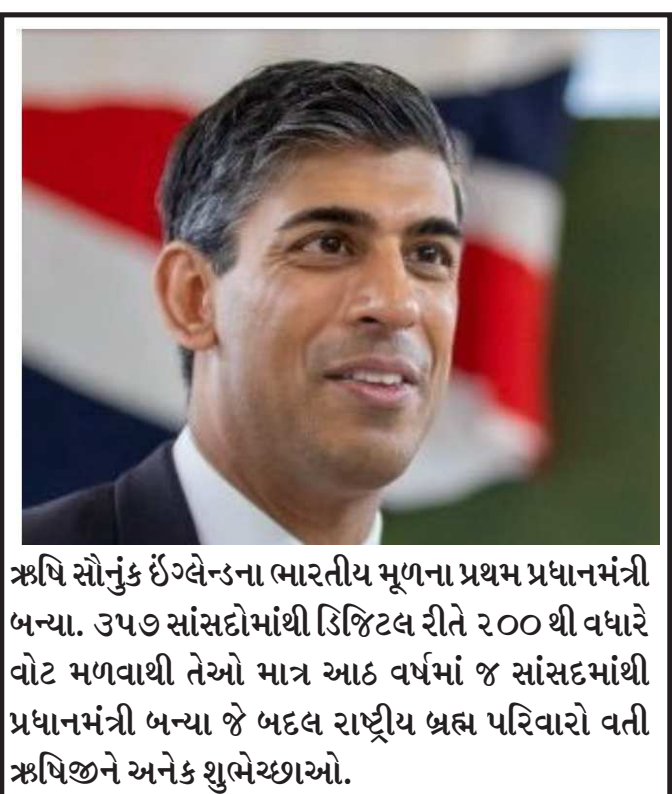 ઋષિ સૌનુંક ઇંગ્લેન્ડના ભારતીય મૂળના પ્રથમ પ્રધાનમંત્રી
બન્યા. ૩૫૭ સાંસદોમાંથી ડિજિટલ રીતે ૨૦૦ થી વધારે
વોટ મળવાથી તેઓ માત્ર આઠ વર્ષમાં જ સાંસદમાંથી
પ્રધાનમંત્રી બન્યા જે બદલ રાષ્ટ્રીય બ્રહ્મ પરિવારો વતી
ઋષિજીને અનેક શુભેચ્છાઓ.